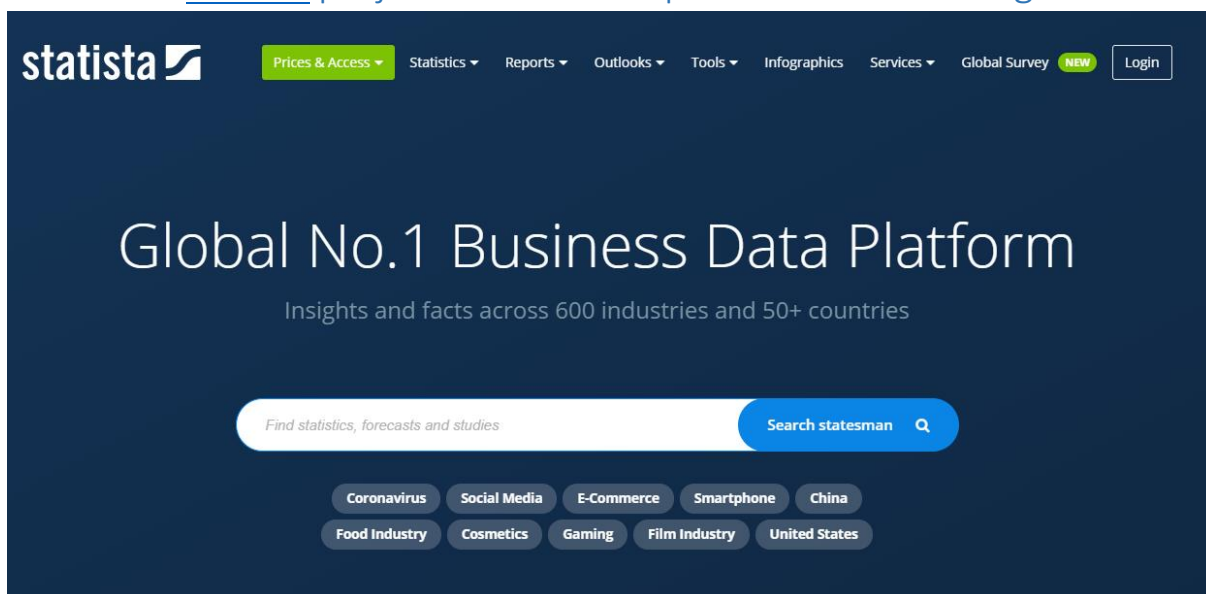 statista
Prices & Access Statistics Reports Outlooks Tools Infographics Services Global Survey NEW Login
Global No.1 Business Data Platform
Insights and facts across 600 industries and 50+ countries
Find statistics, forecasts and studies Search statesman
Coronavirus Social Media E-Commerce Smartphone China
Food Industry Cosmetics Gaming Film Industry United States